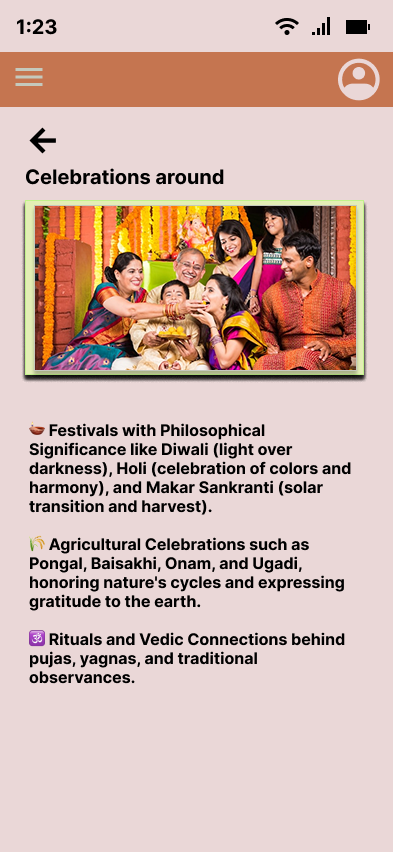 1:23
Celebrations around
🪔 Festivals with Philosophical
Significance like Diwali (light over
darkness), Holi (celebration of colors and
harmony), and Makar Sankranti (solar
transition and harvest).
🌾 Agricultural Celebrations such as
Pongal, Baisakhi, Onam, and Ugadi,
honoring nature's cycles and expressing
gratitude to the earth.
🕉️ Rituals and Vedic Connections behind
pujas, yagnas, and traditional
observances.